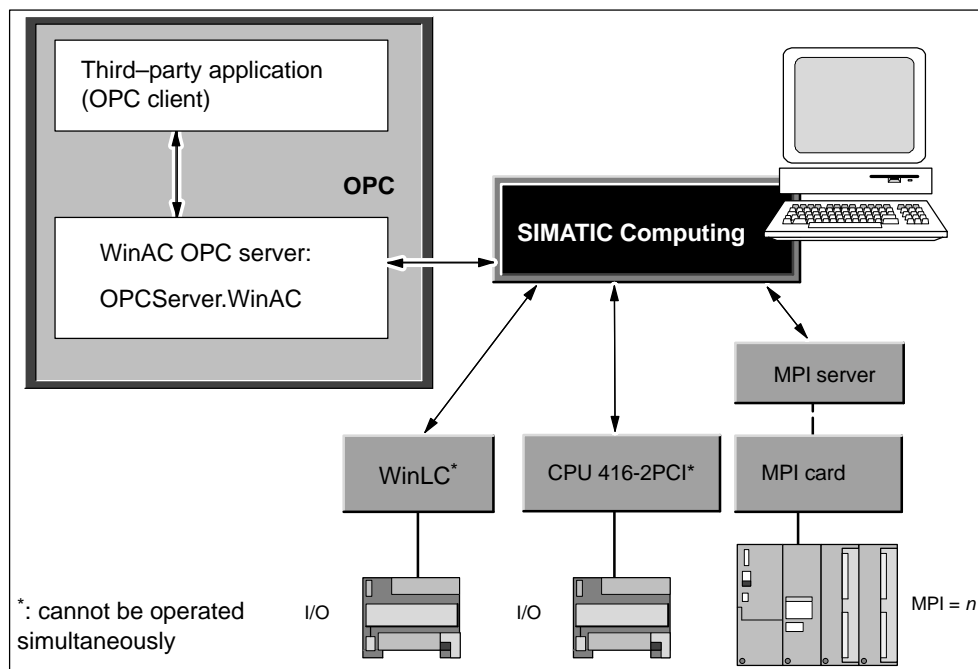 Third–party application
(OPC client)
OPC
WinAC OPC server:
OPCServer.WinAC
SIMATIC Computing
MPI server
WinLC*
CPU 416-2PCI*
MPI card
*: cannot be operated
simultaneously
I/O
I/O
MPI = n